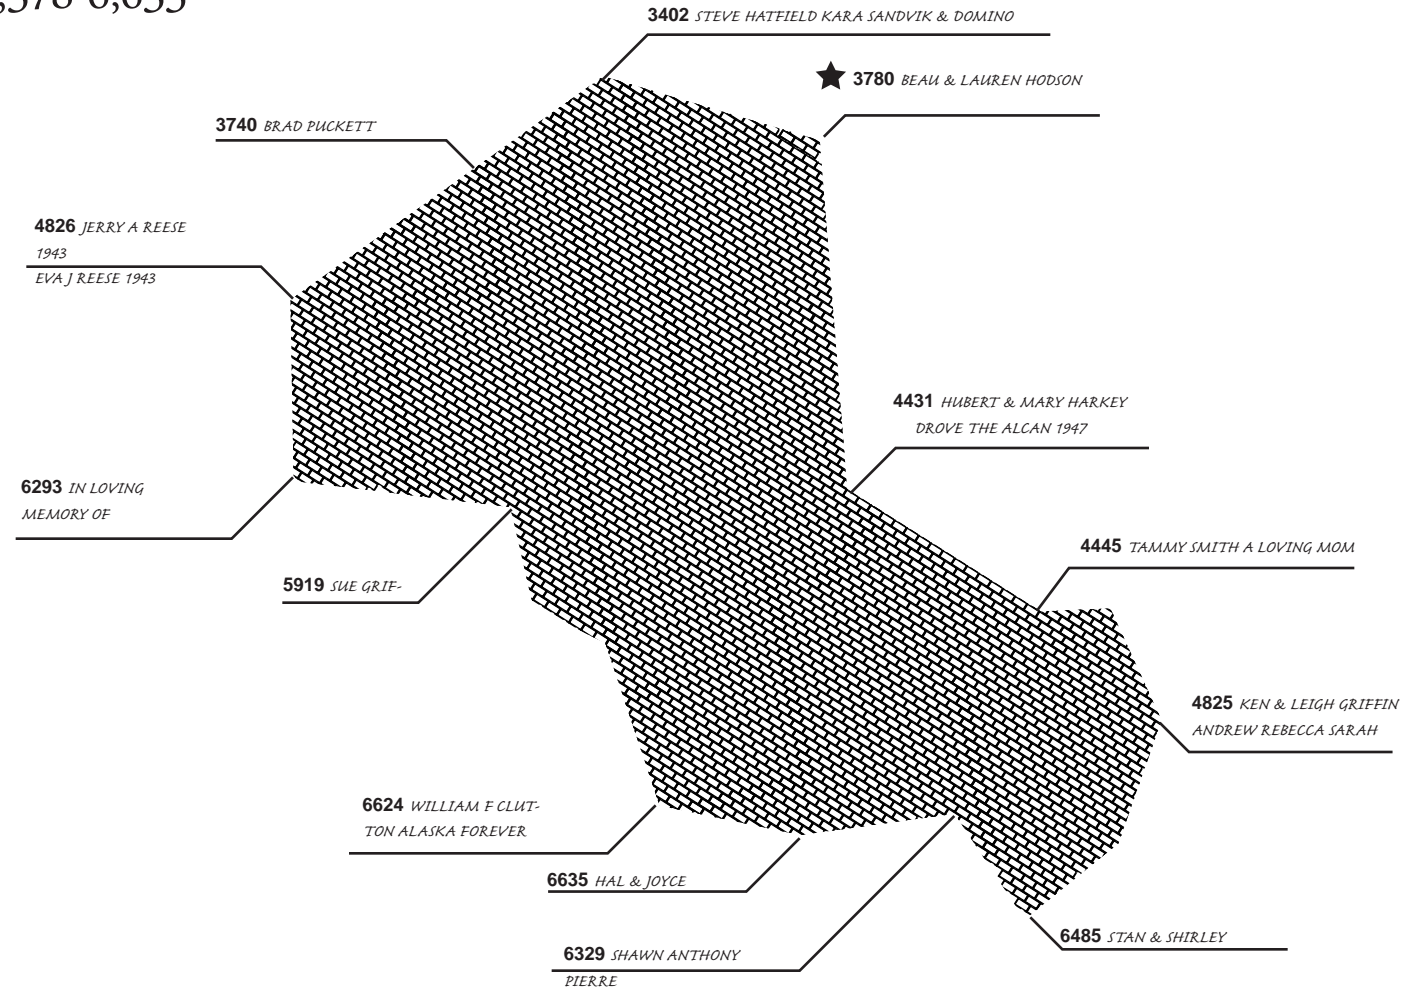 ,378-6,635
3402 STEVE HATFIELD KARA SANDVIK & DOMINO
3780 BEAU & LAUREN HODSON
3740 BRAD PUCKETT
4826 JERRY A REESE
1943
EVA J REESE 1943
4431 HUBERT & MARY HARKEY
DROVE THE ALCAN 1947
6293 IN LOVING
MEMORY OF
4445 TAMMY SMITH A LOVING MOM
5919 SUE GRIF-
4825 KEN & LEIGH GRIFFIN
ANDREW REBECCA SARAH
6624 WILLIAM F CLUT-
TON ALASKA FOREVER
6635 HAL & JOYCE
6485 STAN & SHIRLEY
6329 SHAWN ANTHONY
PIERRE